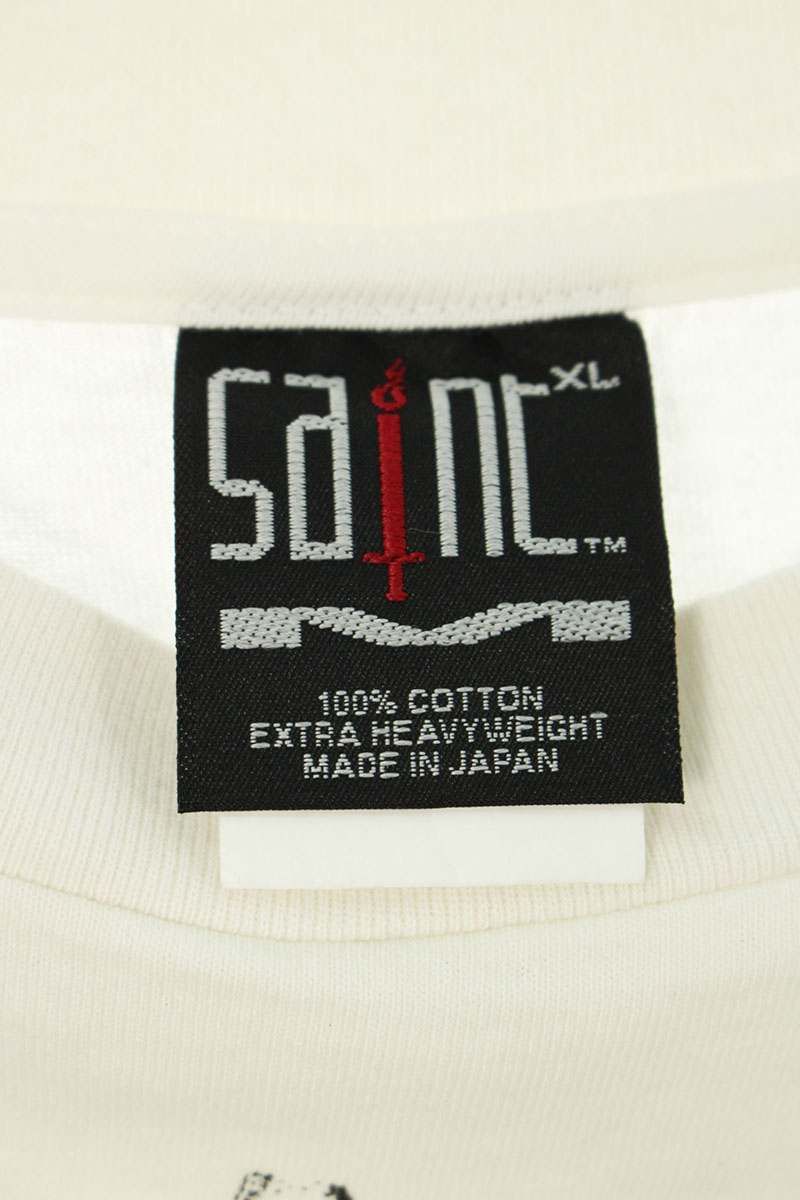 saint XL
TM
100% COTTON
EXTRA HEAVYWEIGHT
MADE IN JAPAN